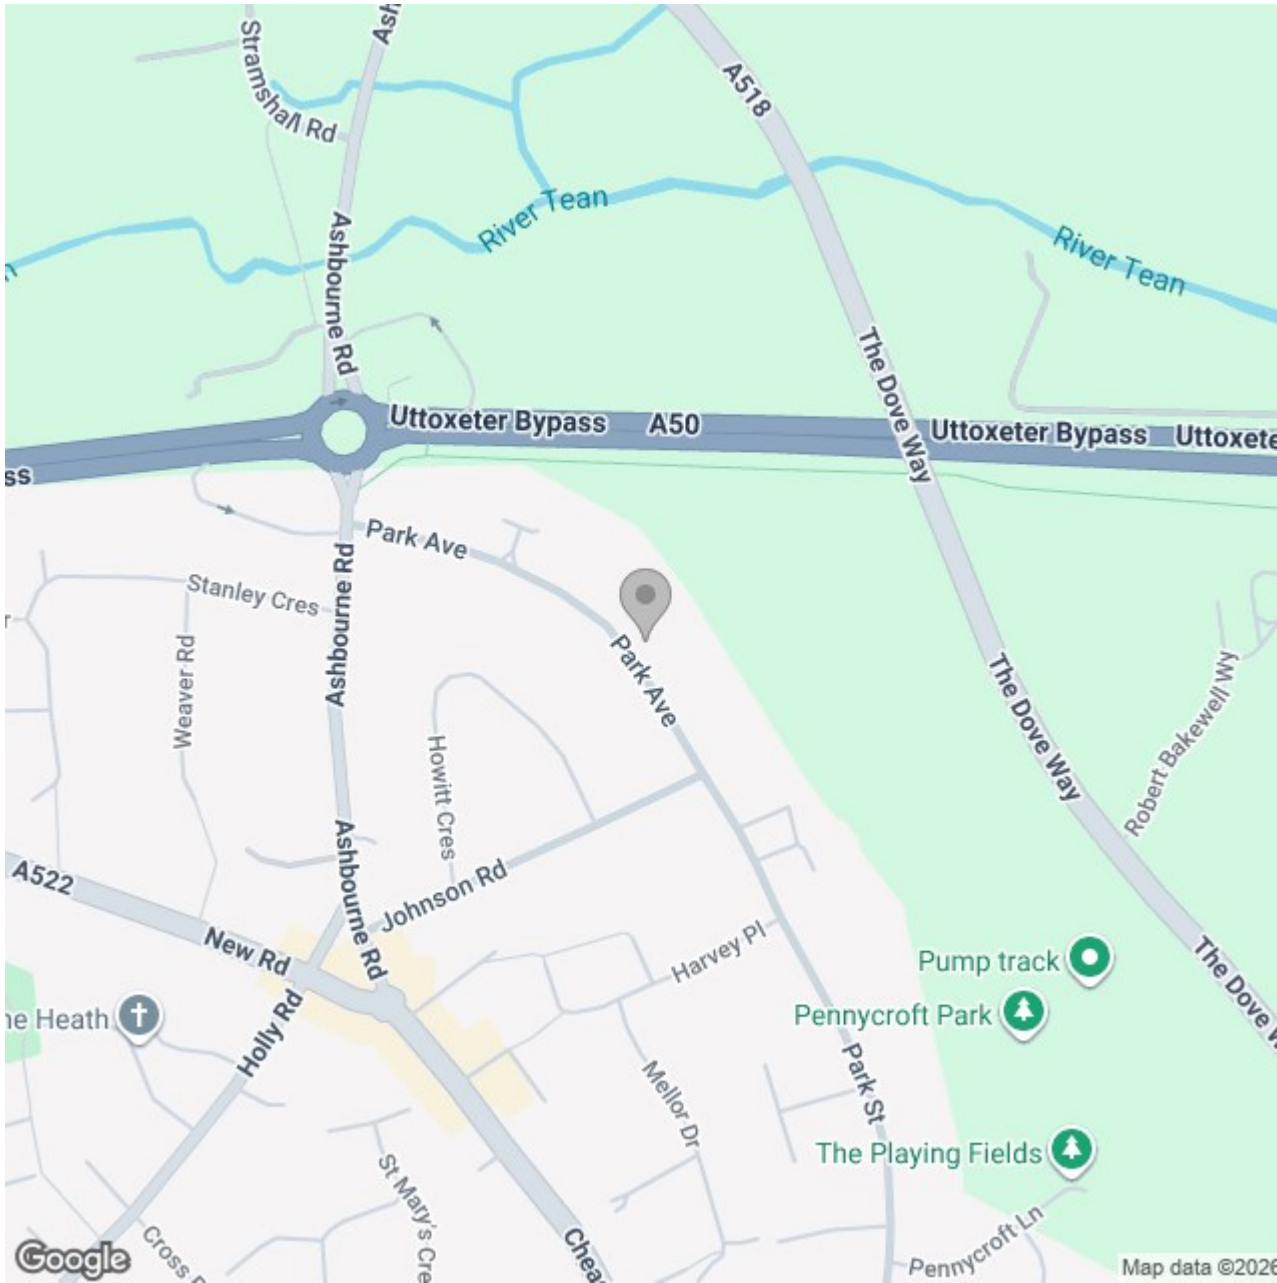 Ash
Stramshall Rd
A518
River Tean
River Tean
Ashbourne Rd
The Dove Way
Uttoxeter Bypass
A50
Uttoxeter Bypass
Uttoxete
ss
Park Ave
Stanley Cres
Ashbourne Rd
Weaver Rd
Park Ave
The Dove Way
Robert Bakewell Wy
Howitt Cres
Ashbourne Rd
Johnson Rd
A522
New Rd
Harvey Pl
Pump track
The Dove W
Pennycroft Park
he Heath
Holly Rd
Park St
Mellor Dr
The Playing Fields
St Mary's Cre
Pennycroft Ln
Cross
Chea
Google
Map data ©2026